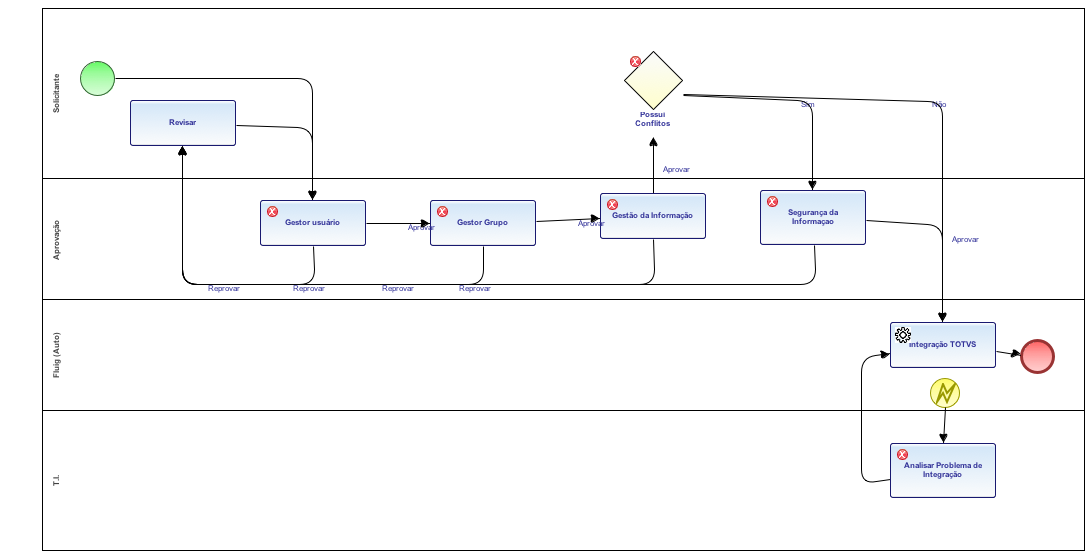 Solicitante
Revisar
Possui
Conflitos
Sim
Não
Aprovar
Aprovação
Gestor usuário
Aprovar
Gestor Grupo
Aprovar
Gestão da Informação
Segurança da
Informaçao
Aprovar
Reprovar
Reprovar
Reprovar
Reprovar
Fluig (Auto)
Integração TOTVS
T.I.
Analisar Problema de
Integração